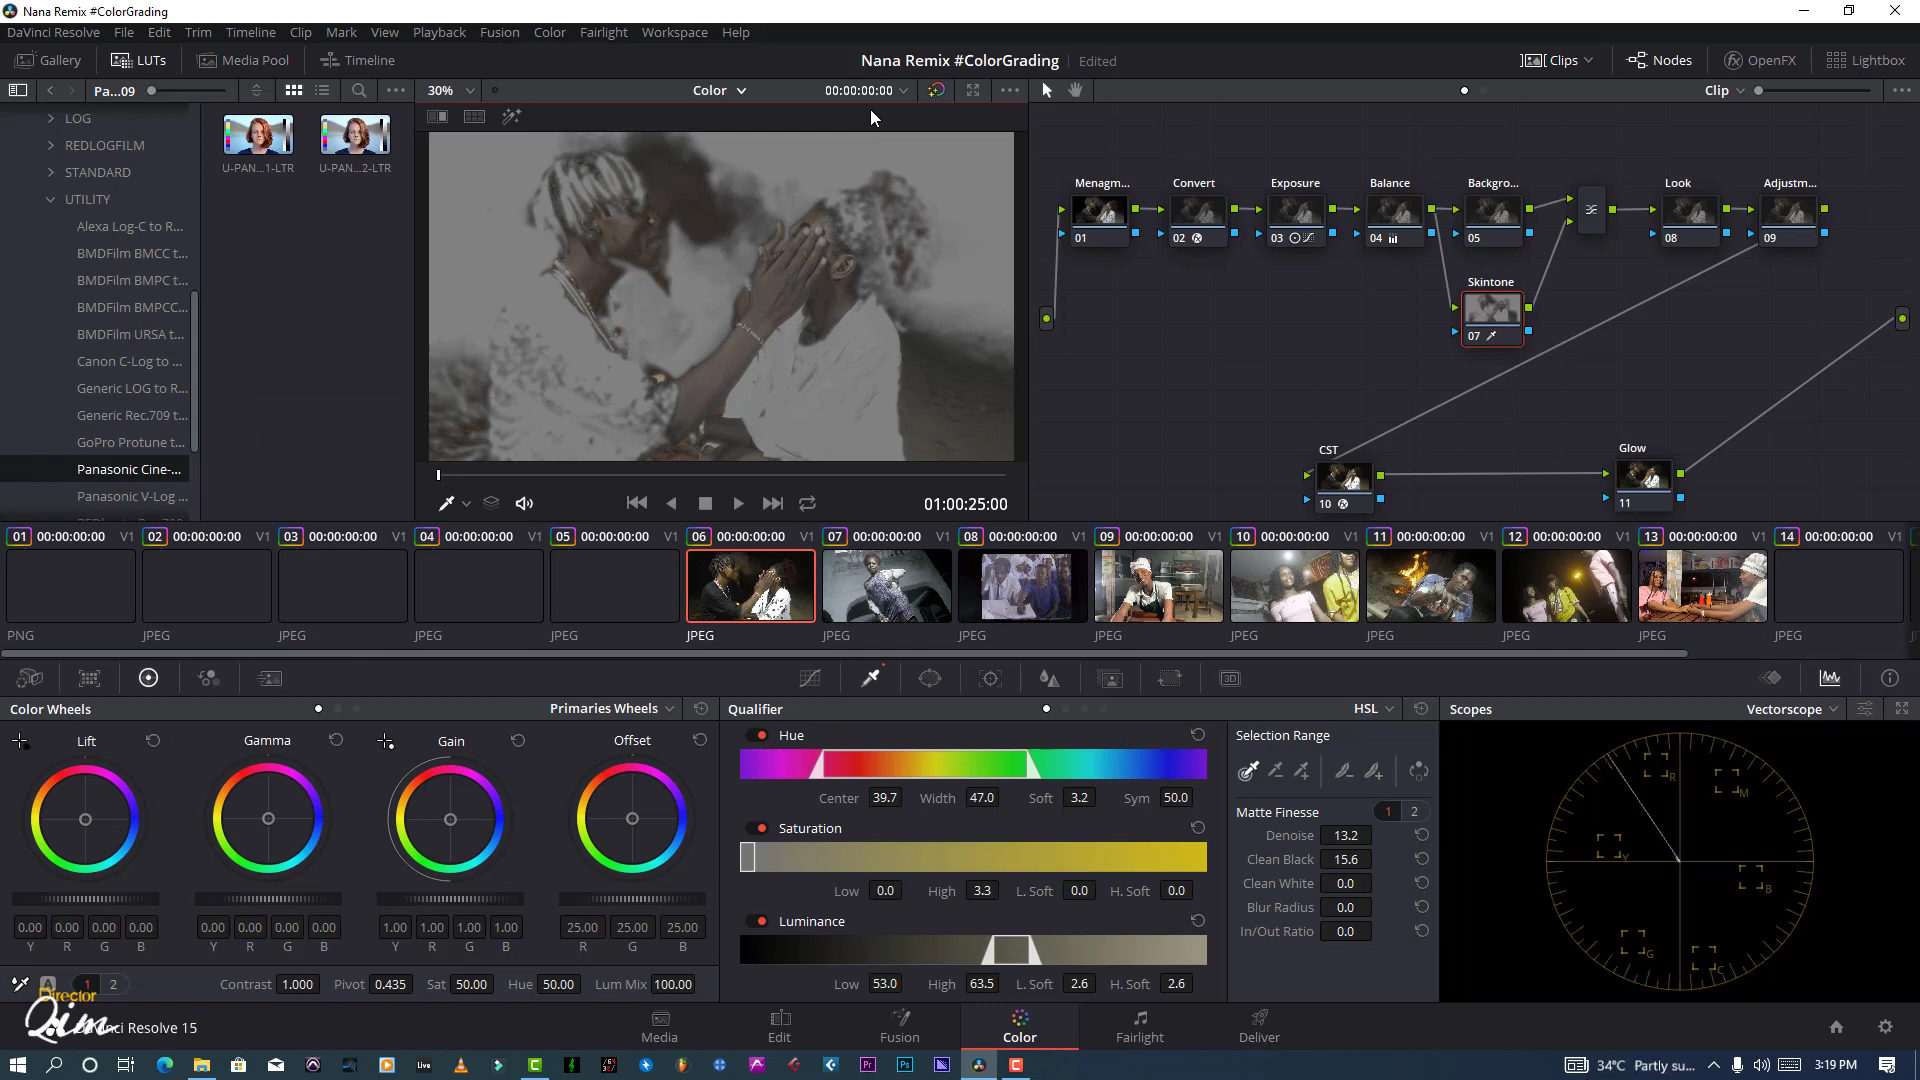 Nana Remix #ColorGrading
DaVinci Resolve File Edit Trim Timeline Clip Mark View Playback Fusion Color Fairlight Workspace Help
Gallery LUTs Media Pool Timeline Nana Remix #ColorGrading Edited Clips Nodes OpenFX Lightbox
Pa...09 30% Color 00:00:00:00 Clip
LOG
REDLOGFILM
STANDARD
UTILITY
Alexa Log-C to R...
BMDFilm BMCC t...
BMDFilm BMPC t...
BMDFilm BMPCC...
BMDFilm URSA t...
Canon C-Log to ...
Generic LOG to R...
Generic Rec.709 t...
GoPro Protune t...
Panasonic Cine-...
Panasonic V-Log ...
U-PAN...1-LTR U-PAN...2-LTR
Menagm... Convert Exposure Balance Backgro... Look Adjustm...
01 02 03 04 05 08 09
Skintone
07
CST Glow
10 11
01:00:25:00
01 00:00:00:00 V1 02 00:00:00:00 V1 03 00:00:00:00 V1 04 00:00:00:00 V1 05 00:00:00:00 V1 06 00:00:00:00 V1 07 00:00:00:00 V1 08 00:00:00:00 V1 09 00:00:00:00 V1 10 00:00:00:00 V1 11 00:00:00:00 V1 12 00:00:00:00 V1 13 00:00:00:00 V1 14 00:00:00:00 V1
PNG JPEG JPEG JPEG JPEG JPEG JPEG JPEG JPEG JPEG JPEG JPEG JPEG JPEG
3D
Color Wheels Primaries Wheels
Lift Gamma Gain Offset
0.00 0.00 0.00 0.00 0.00 0.00 0.00 0.00 1.00 1.00 1.00 1.00 25.00 25.00 25.00
Y R G B Y R G B Y R G B R G B
A 1 2 Contrast 1.000 Pivot 0.435 Sat 50.00 Hue 50.00 Lum Mix 100.00
Qualifier HSL
Hue
Center 39.7 Width 47.0 Soft 3.2 Sym 50.0
Saturation
Low 0.0 High 3.3 L. Soft 0.0 H. Soft 0.0
Luminance
Low 53.0 High 63.5 L. Soft 2.6 H. Soft 2.6
Selection Range
Matte Finesse 1 2
Denoise 13.2
Clean Black 15.6
Clean White 0.0
Blur Radius 0.0
In/Out Ratio 0.0
Scopes Vectorscope
R M
Y B
G C
Director
Qim
DaVinci Resolve 15
Media Edit Fusion Color Fairlight Deliver
Live Pr Ps 34°C Partly su... 3:19 PM